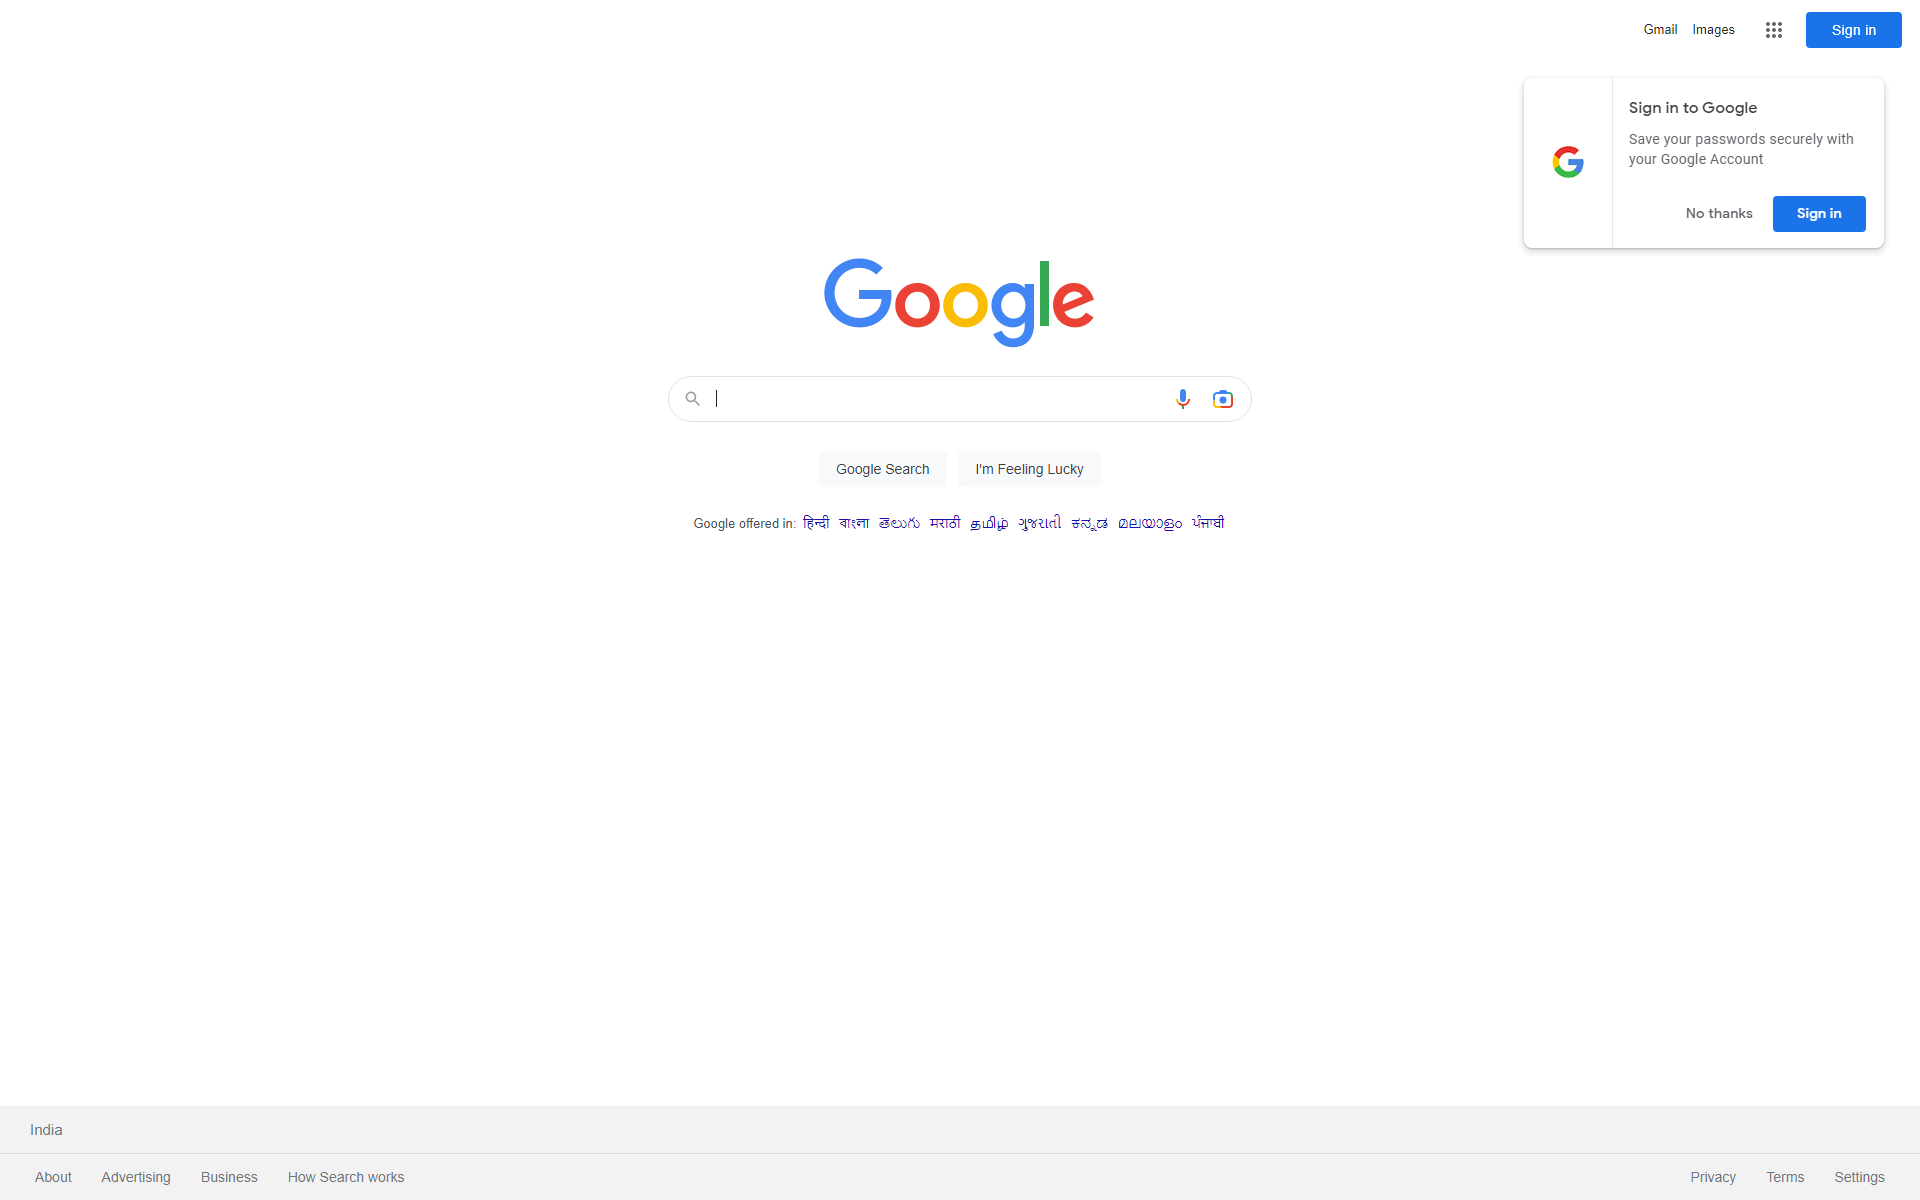 Gmail Images Sign in
Sign in to Google
Save your passwords securely with
your Google Account
No thanks Sign in
Google
Google Search I'm Feeling Lucky
Google offered in: हिन्दी বাংলা తెలుగు मराठी தமிழ் ગુજરાતી ಕನ್ನಡ മലയാളം ਪੰਜਾਬੀ
India
About Advertising Business How Search works Privacy Terms Settings